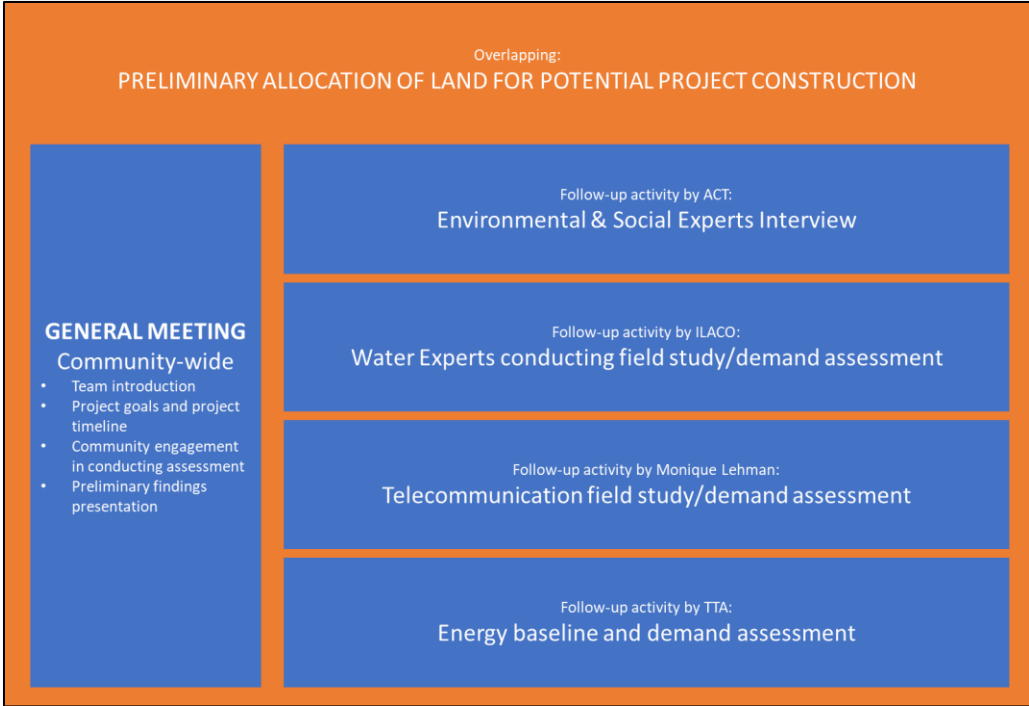 Overlapping:
PRELIMINARY ALLOCATION OF LAND FOR POTENTIAL PROJECT CONSTRUCTION
GENERAL MEETING
Community-wide
• Team introduction
• Project goals and project
timeline
• Community engagement
in conducting assessment
• Preliminary findings
presentation
Follow-up activity by ACT:
Environmental & Social Experts Interview
Follow-up activity by ILACO:
Water Experts conducting field study/demand assessment
Follow-up activity by Monique Lehman:
Telecommunication field study/demand assessment
Follow-up activity by TTA:
Energy baseline and demand assessment